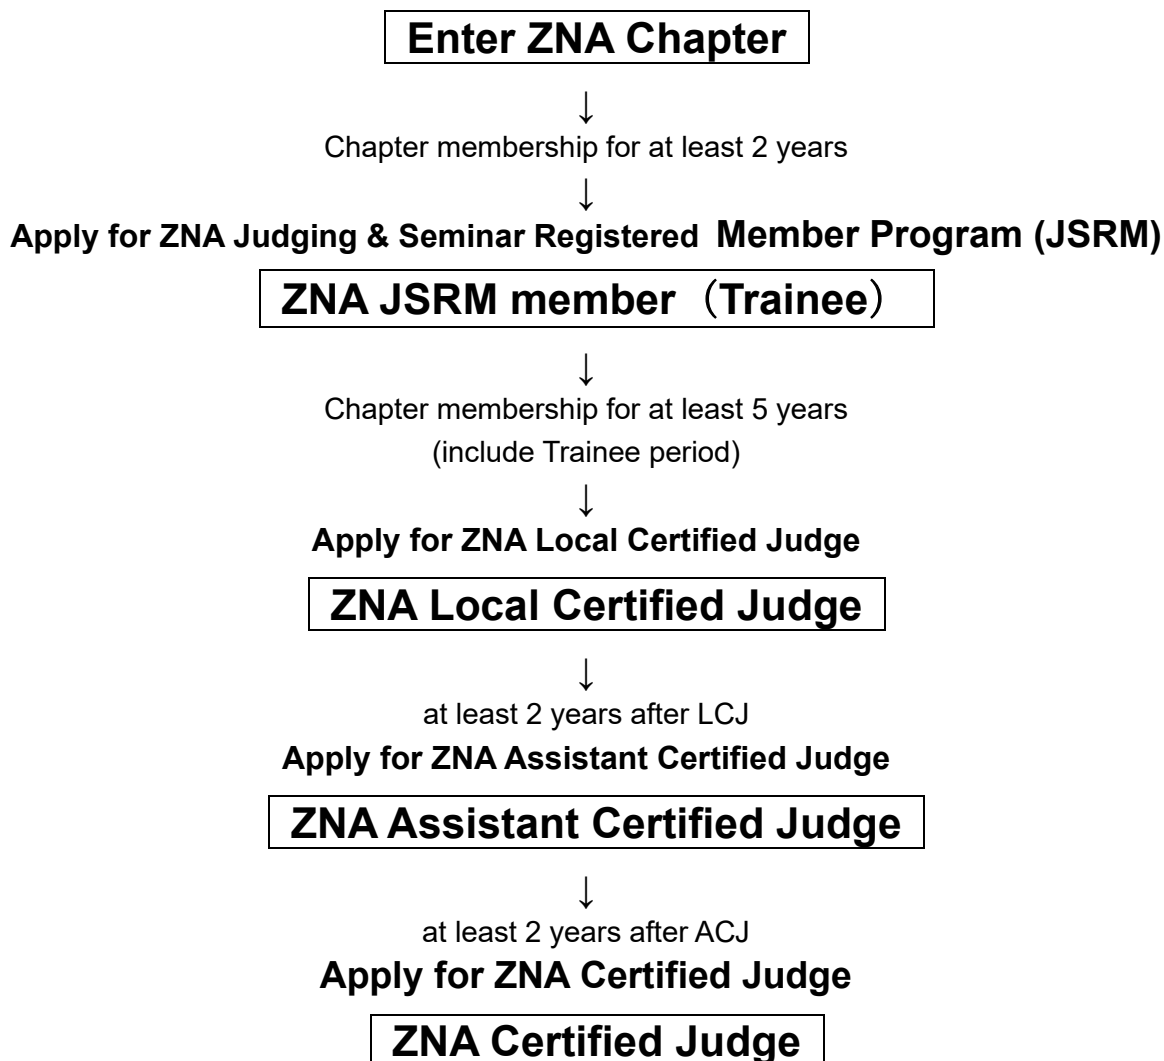 Enter ZNA Chapter
↓
Chapter membership for at least 2 years
↓
Apply for ZNA Judging & Seminar Registered Member Program (JSRM)
ZNA JSRM member（Trainee）
↓
Chapter membership for at least 5 years
(include Trainee period)
↓
Apply for ZNA Local Certified Judge
ZNA Local Certified Judge
↓
at least 2 years after LCJ
Apply for ZNA Assistant Certified Judge
ZNA Assistant Certified Judge
↓
at least 2 years after ACJ
Apply for ZNA Certified Judge
ZNA Certified Judge